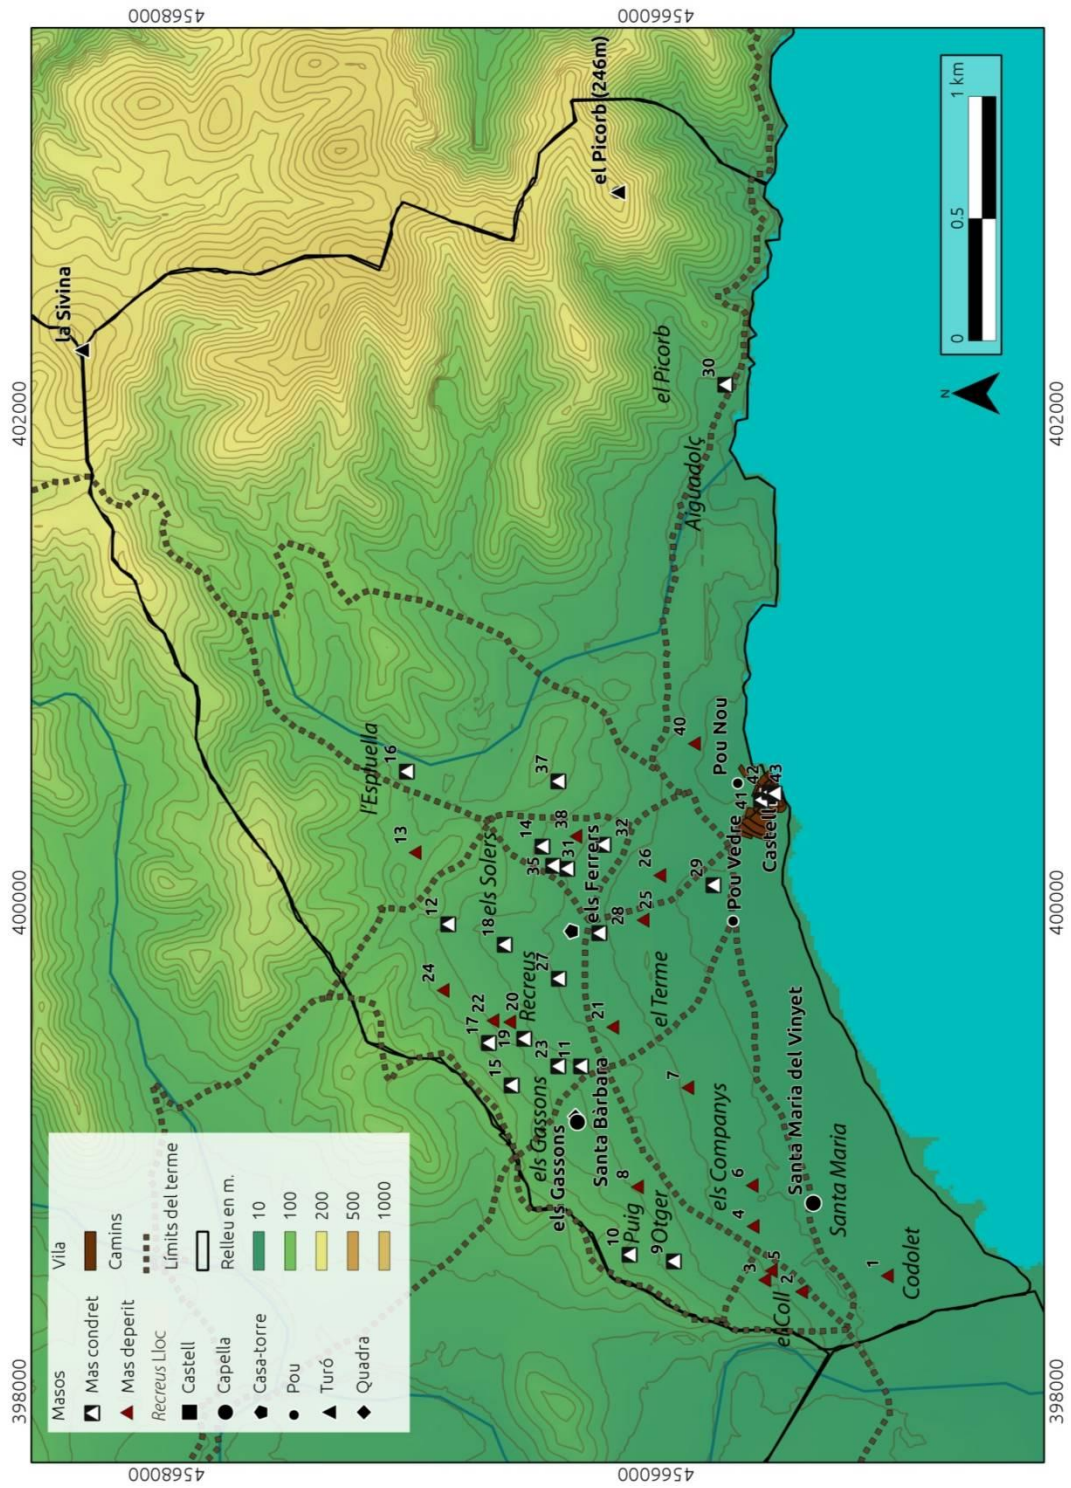 398000
400000
402000
4568000
4566000
4568000
4566000
398000
400000
402000
Masos
Mas condret
Mas deperit
Recreus Lloc
Castell
Capella
Casa-torre
Pou
Turó
Quadra
Vila
Camins
Límits del terme
Relleu en m.
10
100
200
500
1000
la Sivina
el Picorb (246m)
el Picorb
30
Aiguadolç
l'Espluella
16
13
12
24
els Solers
18
14
35
31
38
37
32
els Ferrers
17
22
20
19
Recreus
27
28
15
23
11
21
26
25
29
40
Pou Nou
41
42
43
Castell
Pou Vedre
el Terme
els Gassons
els Gassons
Santa Bàrbara
7
8
Puig
10
9
Otger
els Companys
6
4
3
5
2
el Coll
Santa Maria del Vinyet
Santa Maria
1
Codolet
N
0
0.5
1 km